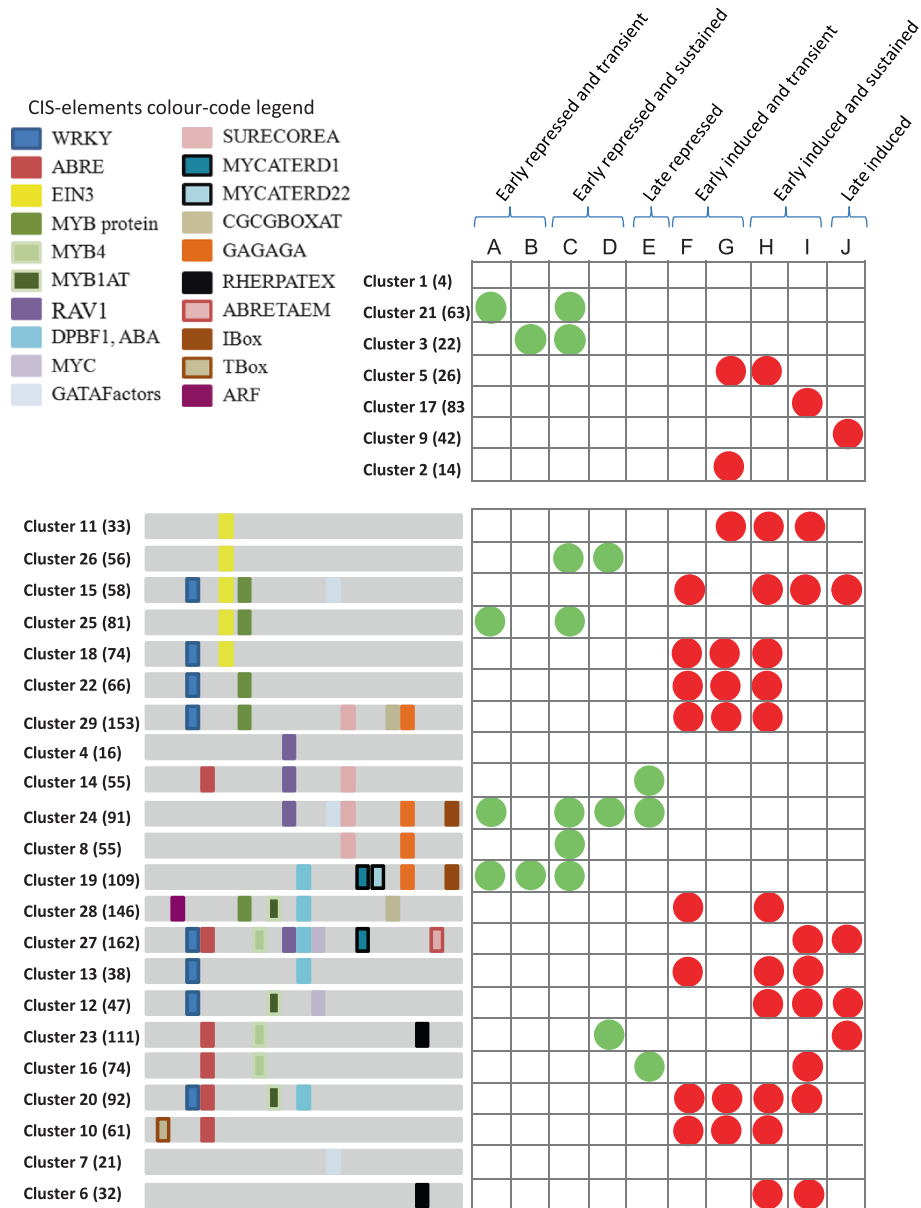 Early repressed and transient
Early repressed and sustained
Late repressed
Early induced and transient
Early induced and sustained
Late induced
CIS-elements colour-code legend
WRKY
ABRE
EIN3
MYB protein
MYB4
MYB1AT
RAV1
DPBF1, ABA
MYC
GATAFactors
SURECOREA
MYCATERD1
MYCATERD22
CGCGBOXAT
GAGAGA
RHERPATEX
ABRETAEM
IBox
TBox
ARF
A B C D E F G H I J
Cluster 1 (4)
Cluster 21 (63)
Cluster 3 (22)
Cluster 5 (26)
Cluster 17 (83
Cluster 9 (42)
Cluster 2 (14)
Cluster 11 (33)
Cluster 26 (56)
Cluster 15 (58)
Cluster 25 (81)
Cluster 18 (74)
Cluster 22 (66)
Cluster 29 (153)
Cluster 4 (16)
Cluster 14 (55)
Cluster 24 (91)
Cluster 8 (55)
Cluster 19 (109)
Cluster 28 (146)
Cluster 27 (162)
Cluster 13 (38)
Cluster 12 (47)
Cluster 23 (111)
Cluster 16 (74)
Cluster 20 (92)
Cluster 10 (61)
Cluster 7 (21)
Cluster 6 (32)